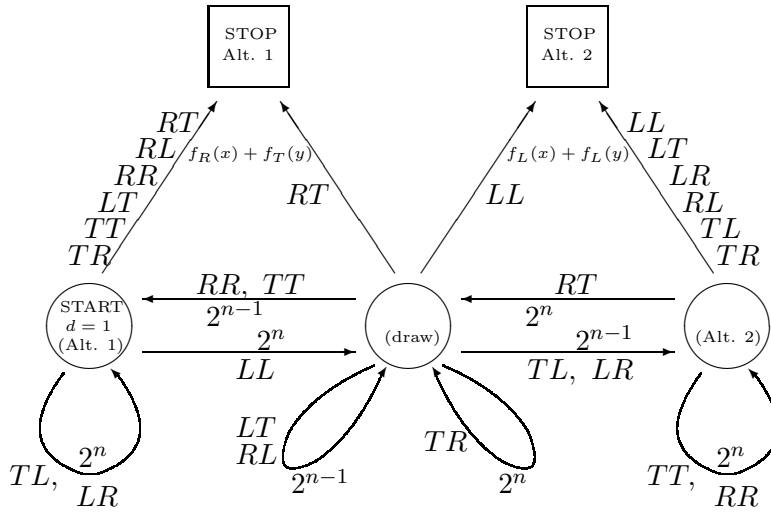 STOP
Alt. 1
STOP
Alt. 2
RT
RL
RR
LT
TT
TR
f_R(x) + f_T(y)
RT
f_L(x) + f_L(y)
LL
LL
LT
LR
RL
TL
TR
START
d = 1
(Alt. 1)
RR, TT
2^{n-1}
2^n
LL
(draw)
RT
2^n
2^{n-1}
TL, LR
(Alt. 2)
TL,
2^n
LR
LT
RL
2^{n-1}
TR
2^n
TT,
2^n
RR